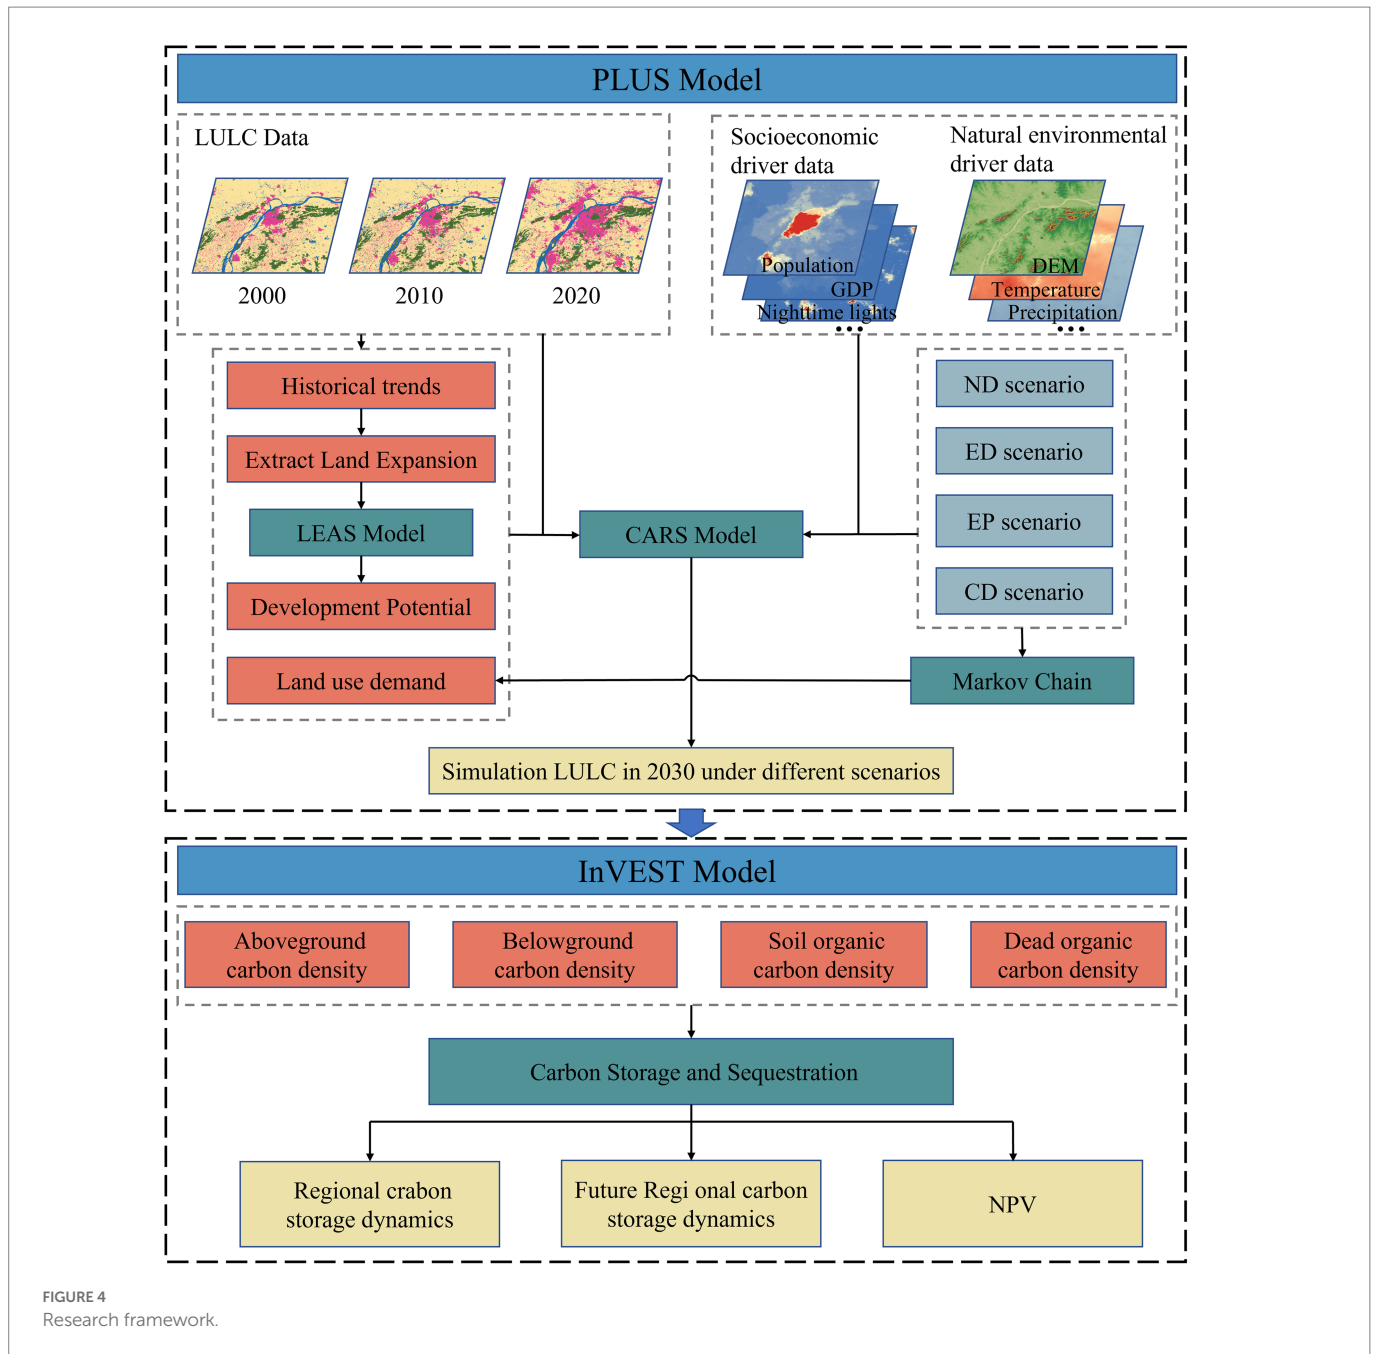 PLUS Model
LULC Data
2000
2010
2020
Socioeconomic
driver data
Population
GDP
Nighttime lights
...
Natural environmental
driver data
DEM
Temperature
Precipitation
...
Historical trends
Extract Land Expansion
LEAS Model
Development Potential
Land use demand
CARS Model
ND scenario
ED scenario
EP scenario
CD scenario
Markov Chain
Simulation LULC in 2030 under different scenarios
InVEST Model
Aboveground
carbon density
Belowground
carbon density
Soil organic
carbon density
Dead organic
carbon density
Carbon Storage and Sequestration
Regional crabon
storage dynamics
Future Regi onal carbon
storage dynamics
NPV
FIGURE 4
Research framework.